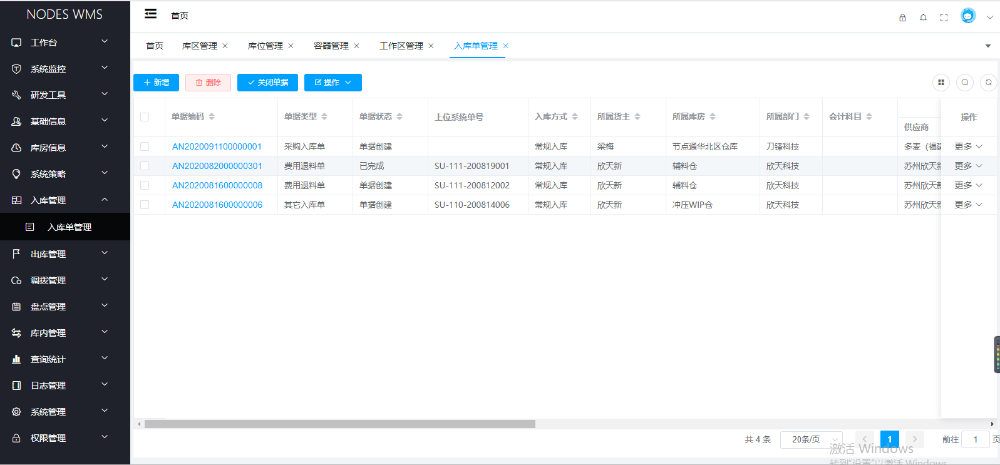 NODES WMS
首页
工作台
系统监控
研发工具
基础信息
库房信息
系统策略
入库管理
入库单管理
出库管理
调拨管理
盘点管理
库内管理
查询统计
日志管理
系统管理
权限管理
首页 库区管理 库位管理 容器管理 工作区管理 入库单管理
新增 删除 关闭单据 操作
单据编码 单据类型 单据状态 上位系统单号 入库方式 所属货主 所属库房 所属部门 会计科目 供应商 操作
AN2020091100000001 采购入库单 单据创建 常规入库 梁梅 节点通华北区仓库 刀锋科技 多麦（福建 更多
AN2020082000000301 费用退料单 已完成 SU-111-200819001 常规入库 欣天新 辅料仓 欣天科技 苏州欣天新 更多
AN2020081600000008 费用退料单 单据创建 SU-111-200812002 常规入库 欣天新 辅料仓 欣天科技 苏州欣天新 更多
AN2020081600000006 其它入库单 单据创建 SU-110-200814006 常规入库 欣天新 冲压WIP仓 欣天科技 苏州欣天新 更多
共 4 条 20条/页 1 前往 1 页
激活 Windows
转到"设置"以激活 Windows